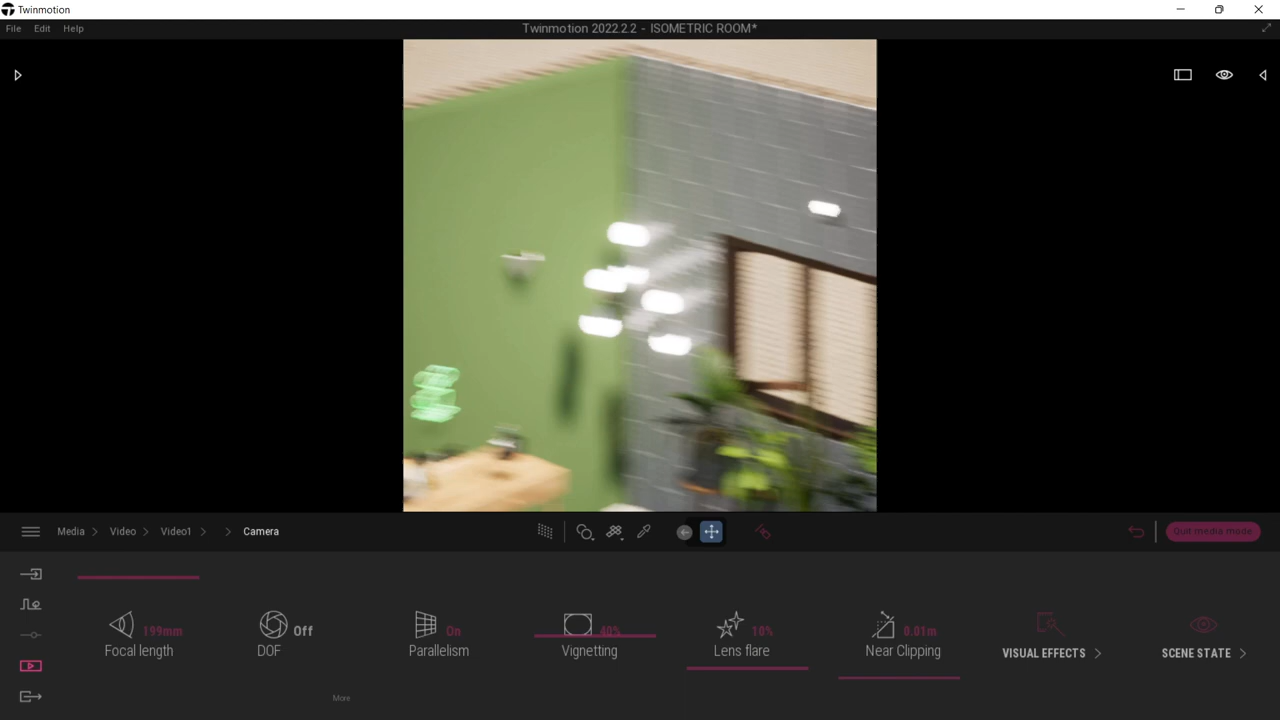 Twinmotion
File Edit Help
Twinmotion 2022.2.2 - ISOMETRIC ROOM*
Media > Video > Video1 > > Camera
Quit media mode
199mm
Focal length
Off
DOF
On
Parallelism
40%
Vignetting
10%
Lens flare
0.01m
Near Clipping
VISUAL EFFECTS >
SCENE STATE >
More